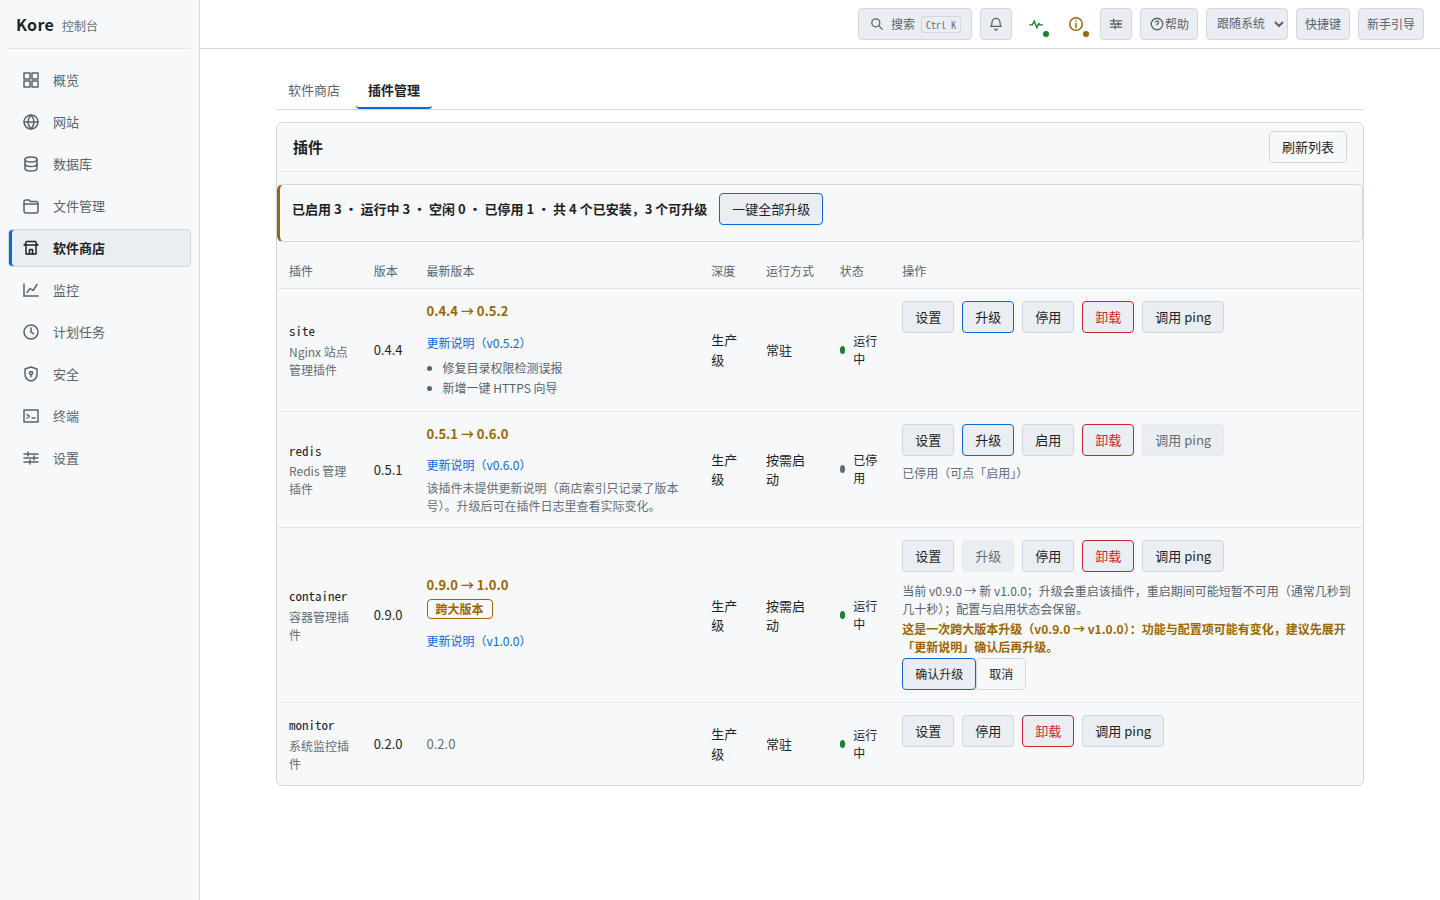 Kore 控制台
搜索 Ctrl K
帮助
跟随系统
快捷键
新手引导
概览
网站
数据库
文件管理
软件商店
监控
计划任务
安全
终端
设置
软件商店 插件管理
插件
刷新列表
已启用 3 · 运行中 3 · 空闲 0 · 已停用 1 · 共 4 个已安装，3 个可升级 一键全部升级
插件 版本 最新版本 深度 运行方式 状态 操作
site
Nginx 站点
管理插件
0.4.4
0.4.4 → 0.5.2
更新说明（v0.5.2）
修复目录权限检测误报
新增一键 HTTPS 向导
生产
级
常驻
运行
中
设置 升级 停用 卸载 调用 ping
redis
Redis 管理
插件
0.5.1
0.5.1 → 0.6.0
更新说明（v0.6.0）
该插件未提供更新说明（商店索引只记录了版本
号）。升级后可在插件日志里查看实际变化。
生产
级
按需启
动
已停
用
设置 升级 启用 卸载 调用 ping
已停用（可点「启用」）
container
容器管理插
件
0.9.0
0.9.0 → 1.0.0
跨大版本
更新说明（v1.0.0）
生产
级
按需启
动
运行
中
设置 升级 停用 卸载 调用 ping
当前 v0.9.0 → 新 v1.0.0；升级会重启该插件，重启期间可能短暂不可用（通常几秒到
几十秒）；配置与启用状态会保留。
这是一次跨大版本升级（v0.9.0 → v1.0.0）：功能与配置项可能有变化，建议先展开
「更新说明」确认后再升级。
确认升级 取消
monitor
系统监控插
件
0.2.0
0.2.0
生产
级
常驻
运行
中
设置 停用 卸载 调用 ping